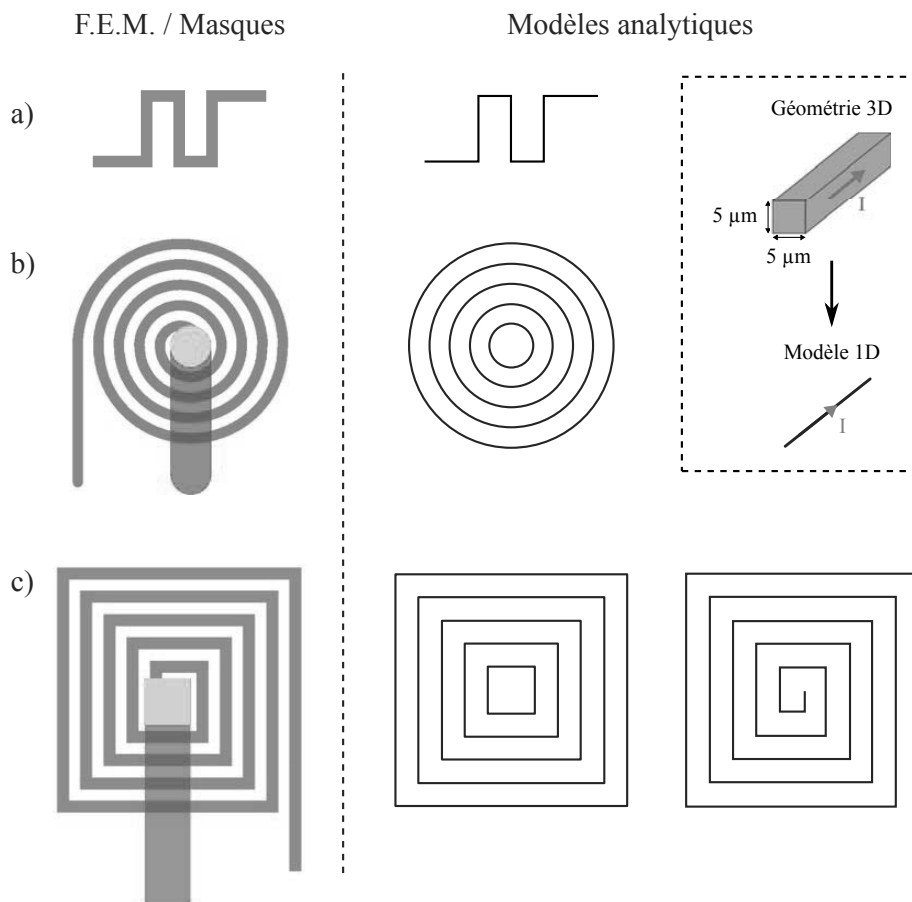 F.E.M. / Masques
Modèles analytiques
a)
Géométrie 3D
I
5 µm
5 µm
b)
Modèle 1D
I
c)